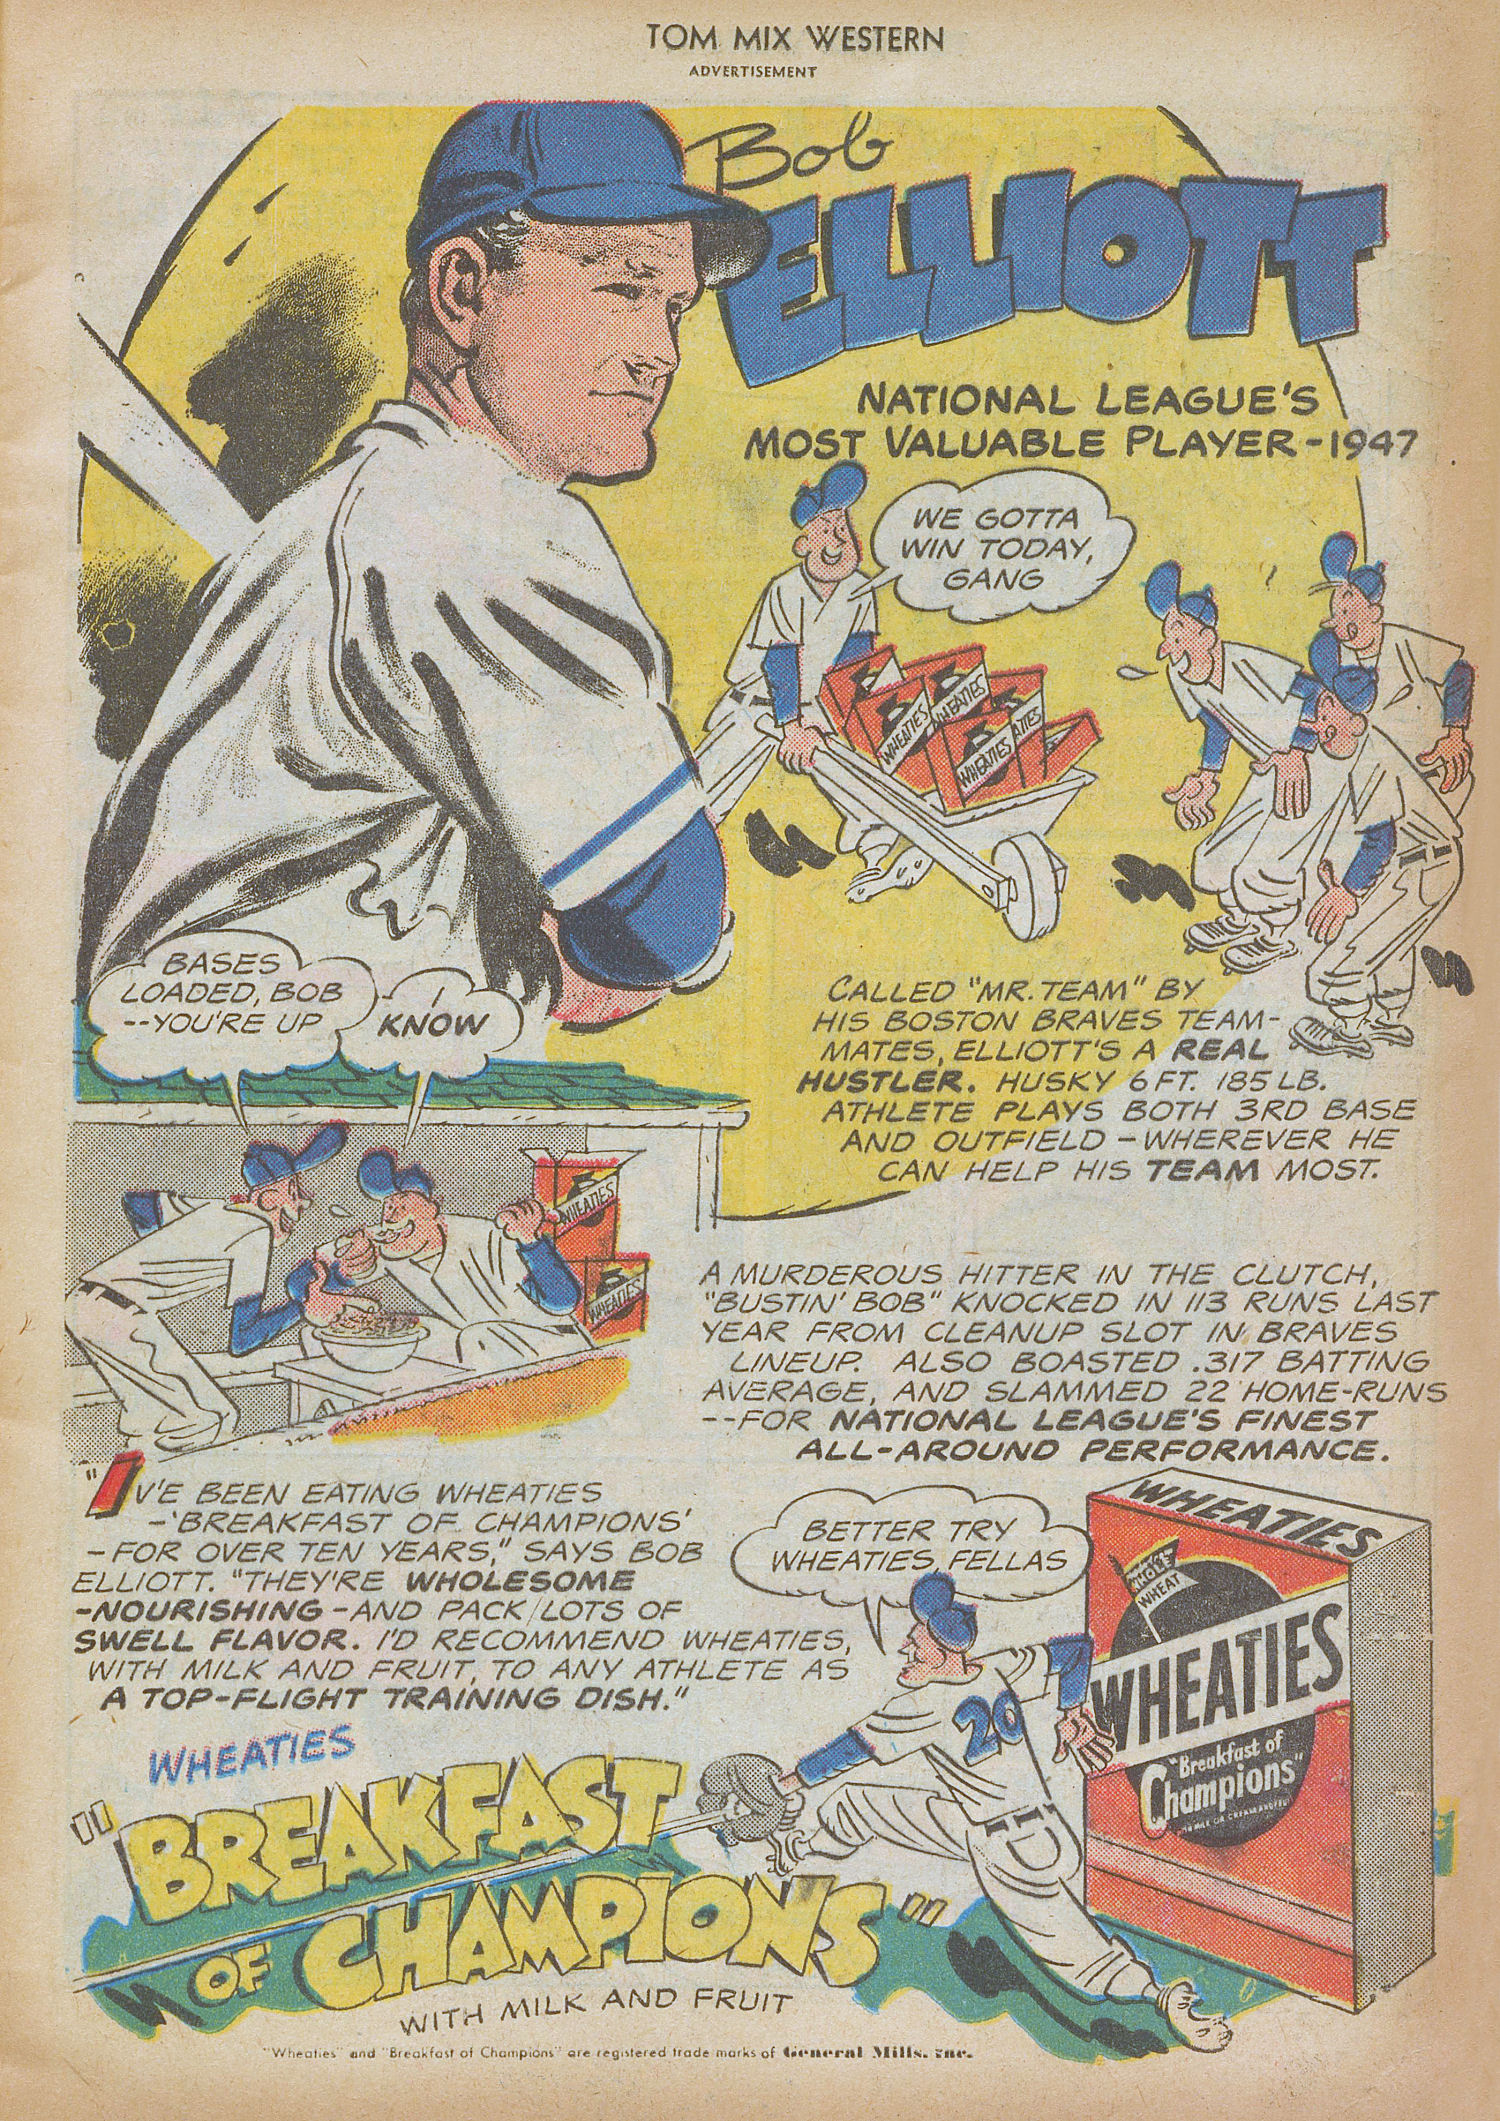 TOM MIX WESTERN
ADVERTISEMENT
Bob
ELLIOTT
NATIONAL LEAGUE'S
MOST VALUABLE PLAYER-1947
WE GOTTA
WIN TODAY,
GANG
WHEATIES
WHEATIES
WHEATIES
WHEATIES
CALLED "MR. TEAM" BY
HIS BOSTON BRAVES TEAM-
MATES, ELLIOTT'S A REAL
HUSTLER. HUSKY 6 FT. 185 LB.
ATHLETE PLAYS BOTH 3RD BASE
AND OUTFIELD - WHEREVER HE
CAN HELP HIS TEAM MOST.
BASES
LOADED, BOB
--YOU'RE UP
I
KNOW
WHEATIES
WHEATIES
A MURDEROUS HITTER IN THE CLUTCH,
"BUSTIN' BOB" KNOCKED IN 113 RUNS LAST
YEAR FROM CLEANUP SLOT IN BRAVES
LINEUP. ALSO BOASTED .317 BATTING
AVERAGE, AND SLAMMED 22 HOME-RUNS
--FOR NATIONAL LEAGUE'S FINEST
ALL-AROUND PERFORMANCE.
"I'VE BEEN EATING WHEATIES
-'BREAKFAST OF CHAMPIONS'
-FOR OVER TEN YEARS," SAYS BOB
ELLIOTT. "THEY'RE WHOLESOME
-NOURISHING-AND PACK LOTS OF
SWELL FLAVOR. I'D RECOMMEND WHEATIES,
WITH MILK AND FRUIT, TO ANY ATHLETE AS
A TOP-FLIGHT TRAINING DISH."
BETTER TRY
WHEATIES, FELLAS
20
WHEATIES
WHEAT
WHEATIES
"Breakfast of
Champions"
WHEATIES
"BREAKFAST
OF CHAMPIONS"
WITH MILK AND FRUIT
"Wheaties" and "Breakfast of Champions" are registered trade marks of General Mills, Inc.